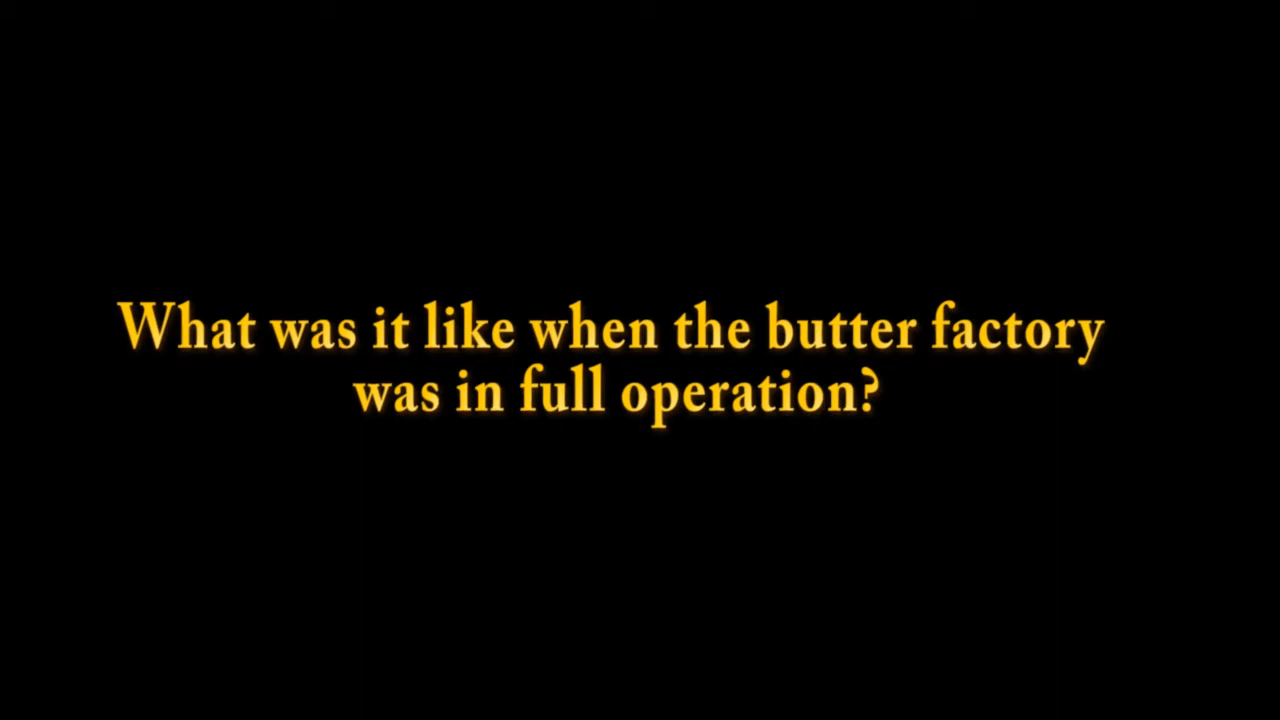 What was it like when the butter factory
was in full operation?